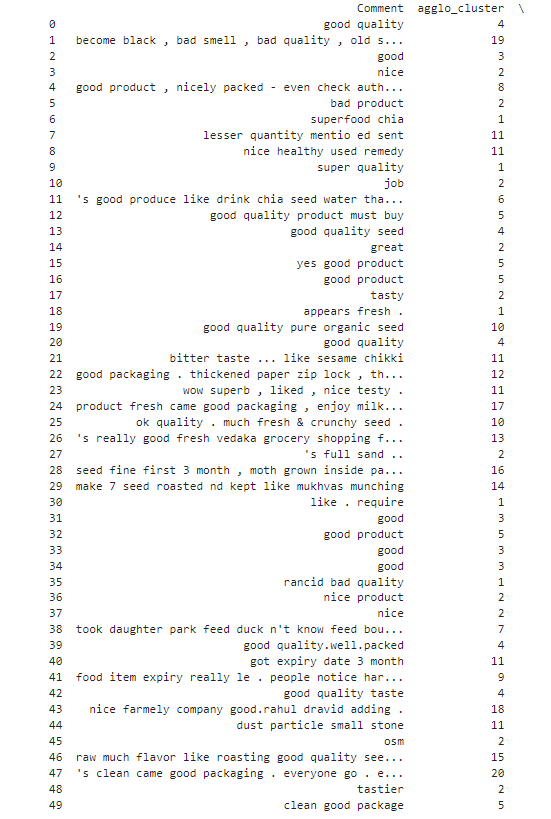 Comment agglo_cluster \
0 good quality 4
1 become black , bad smell , bad quality , old s... 19
2 good 3
3 nice 2
4 good product , nicely packed - even check auth... 8
5 bad product 2
6 superfood chia 1
7 lesser quantity mentio ed sent 11
8 nice healthy used remedy 11
9 super quality 1
10 job 2
11 's good produce like drink chia seed water tha... 6
12 good quality product must buy 5
13 good quality seed 4
14 great 2
15 yes good product 5
16 good product 5
17 tasty 2
18 appears fresh . 1
19 good quality pure organic seed 10
20 good quality 4
21 bitter taste ... like sesame chikki 11
22 good packaging . thickened paper zip lock , th... 12
23 wow superb , liked , nice testy . 11
24 product fresh came good packaging , enjoy milk... 17
25 ok quality . much fresh & crunchy seed . 10
26 's really good fresh vedaka grocery shopping f... 13
27 's full sand .. 2
28 seed fine first 3 month , moth grown inside pa... 16
29 make 7 seed roasted nd kept like mukhvas munching 14
30 like . require 1
31 good 3
32 good product 5
33 good 3
34 good 3
35 rancid bad quality 1
36 nice product 2
37 nice 2
38 took daughter park feed duck n't know feed bou... 7
39 good quality.well.packed 4
40 got expiry date 3 month 11
41 food item expiry really le . people notice har... 9
42 good quality taste 4
43 nice farmely company good.rahul dravid adding . 18
44 dust particle small stone 11
45 osm 2
46 raw much flavor like roasting good quality see... 15
47 's clean came good packaging . everyone go . e... 20
48 tastier 2
49 clean good package 5